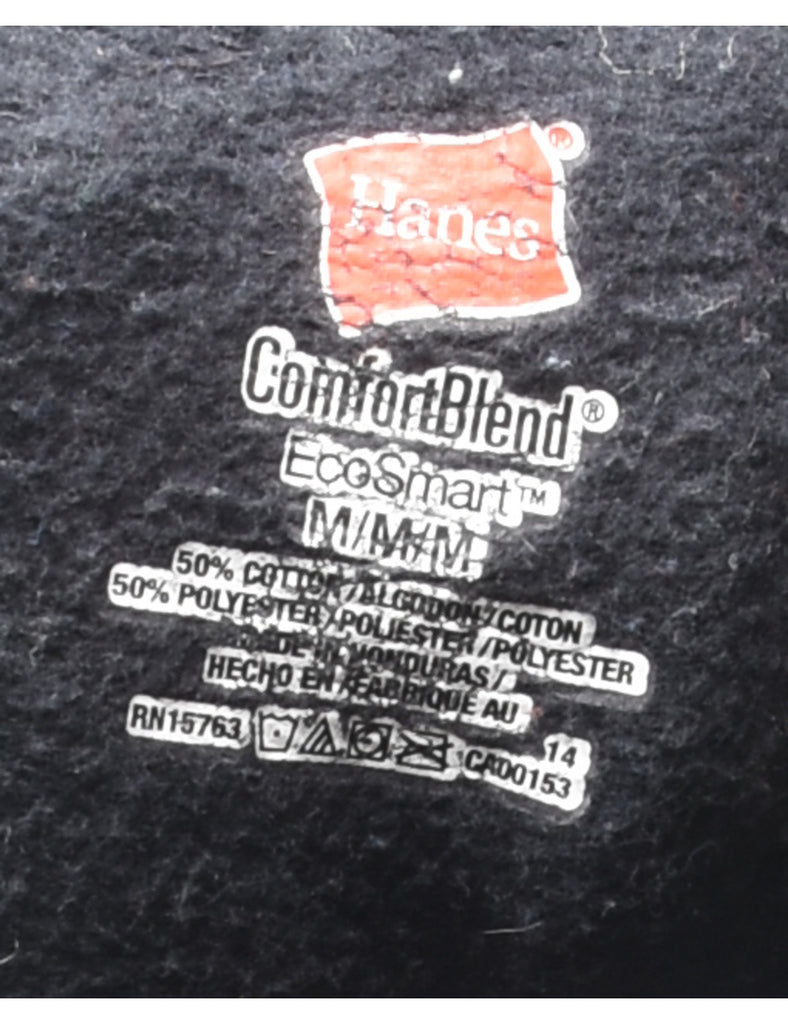 Hanes®
ComfortBlend®
EcoSmart™
M/M/M
50% COTTON/ALGODON/COTON
50% POLYESTER/POLIESTER/POLYESTER
MADE IN HONDURAS/
HECHO EN/FABRIQUE AU
14
RN15763 CA00153